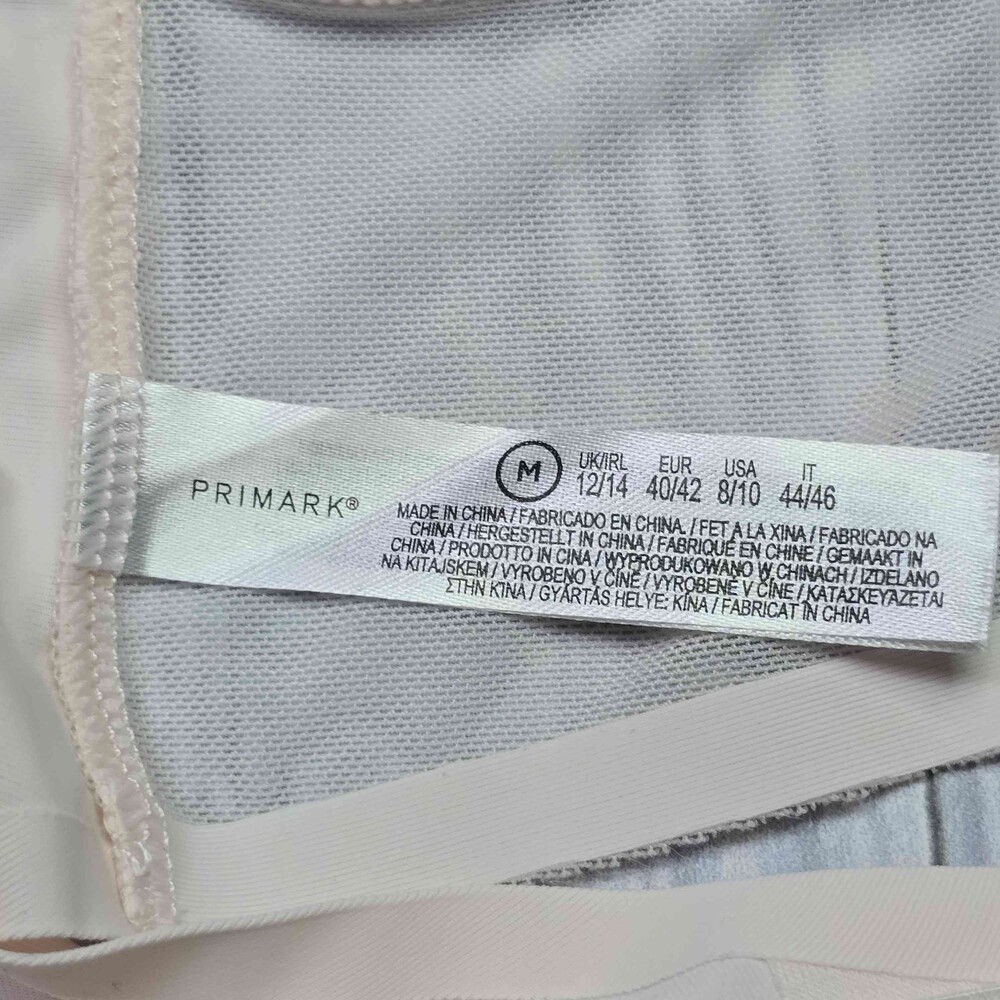 PRIMARK®
M
UK/IRL EUR USA IT
12/14 40/42 8/10 44/46
MADE IN CHINA / FABRICADO EN CHINA. / FET A LA XINA / FABRICADO NA
CHINA / HERGESTELLT IN CHINA / FABRIQUÉ EN CHINE / GEMAAKT IN
CHINA / PRODOTTO IN CINA / WYPRODUKOWANO W CHINACH / IZDELANO
NA KITAJSKEM / VYROBENO V ČÍNĚ / VYROBENÉ V ČÍNE / ΚΑΤΑΣΚΕΥΑΖΕΤΑΙ
ΣΤΗΝ ΚΊΝΑ / GYÁRTÁS HELYE: KÍNA / FABRICAT ÎN CHINA